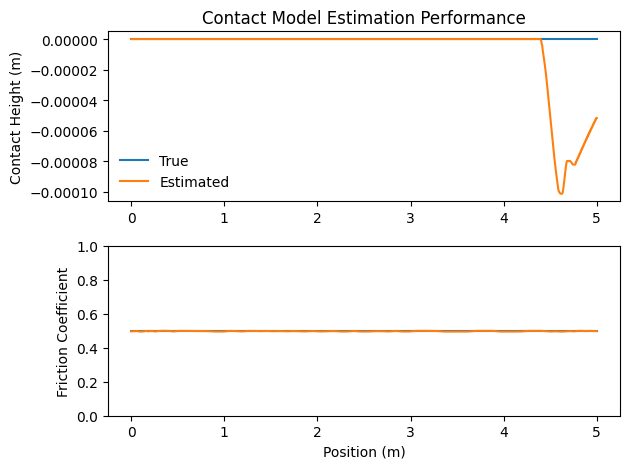 Contact Model Estimation Performance
Contact Height (m)
0.00000
−0.00002
−0.00004
−0.00006
−0.00008
−0.00010
True
Estimated
0 1 2 3 4 5
Friction Coefficient
1.0
0.8
0.6
0.4
0.2
0.0
0 1 2 3 4 5
Position (m)